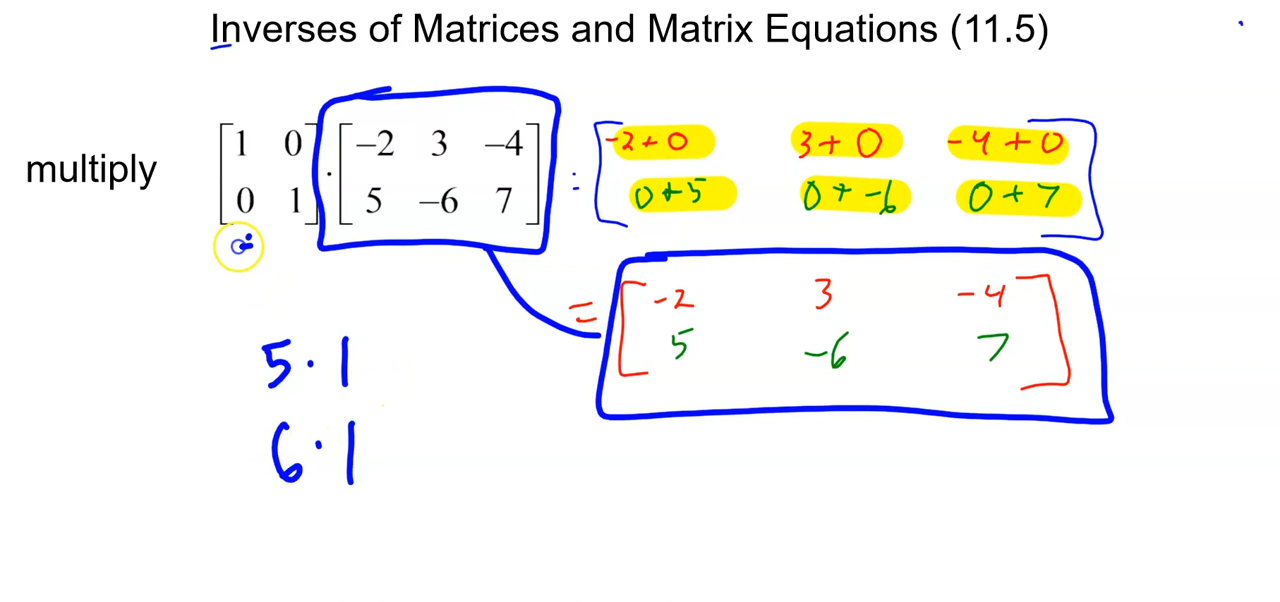 Inverses of Matrices and Matrix Equations (11.5)
multiply
[1 0] · [−2 3 −4] = [-2+0 3+0 -4+0]
[0 1] [5 −6 7] [0+5 0+-6 0+7]
= [-2 3 -4]
[5 -6 7]
5·1
6·1